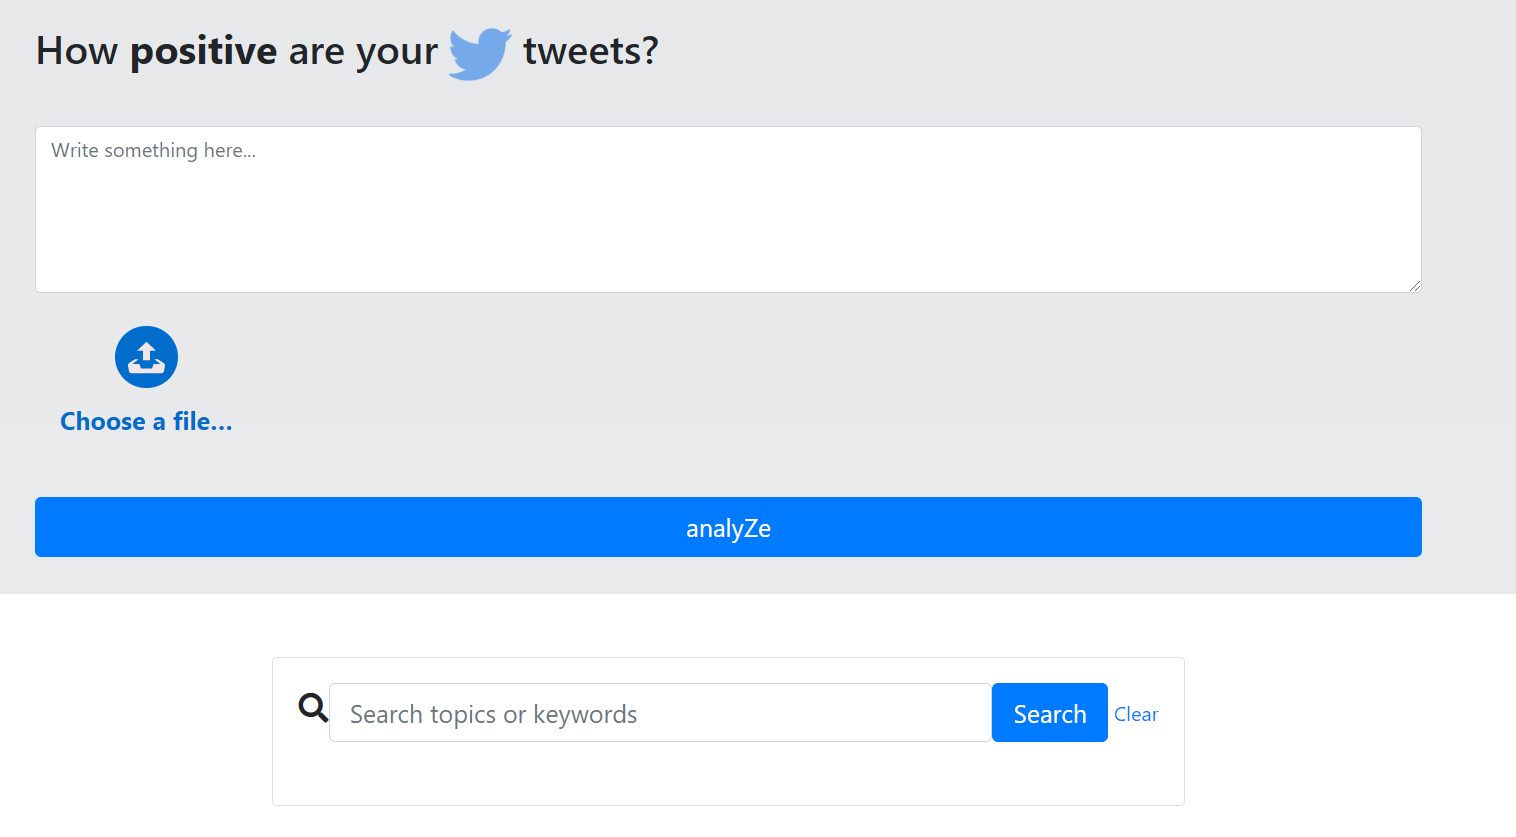 How positive are your tweets?
Write something here...
Choose a file...
analyZe
Search topics or keywords
Search
Clear